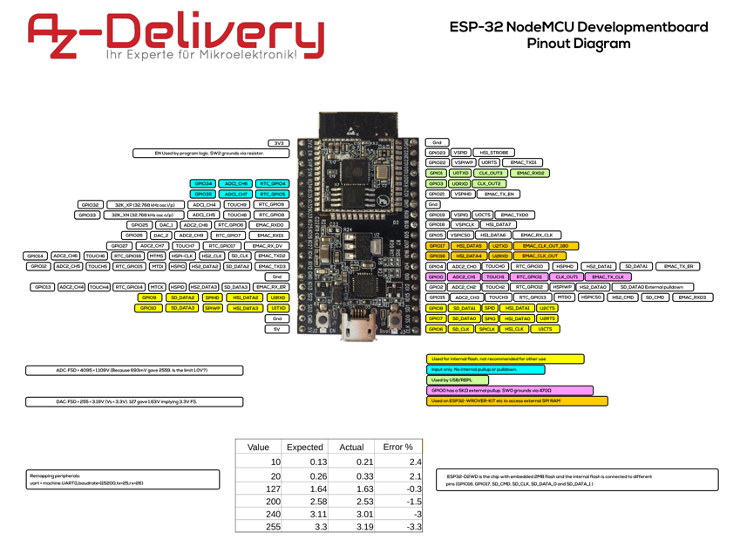 Az-Delivery
Ihr Experte für Mikroelektronik!
ESP-32 NodeMCU Developmentboard
Pinout Diagram
3V3
EN Used by program logic, SW2 grounds via resistor.
GPIO34 ADC1_CH6 RTC_GPIO4
GPIO35 ADC1_CH7 RTC_GPIO5
GPIO32 32K_XP (32.768 kHz osc i/p) ADC1_CH4 TOUCH9 RTC_GPIO9
GPIO33 32K_XN (32.768 kHz osc i/p) ADC1_CH5 TOUCH8 RTC_GPIO8
GPIO25 DAC_1 ADC2_CH8 RTC_GPIO6 EMAC_RXD0
GPIO26 DAC_2 ADC2_CH9 RTC_GPIO7 EMAC_RXD1
GPIO27 ADC2_CH7 TOUCH7 RTC_GPIO17 EMAC_RX_DV
GPIO14 ADC2_CH6 TOUCH6 RTC_GPIO16 MTMS HSPI-CLK HS2_CLK SD_CLK EMAC_TXD2
GPIO12 ADC2_CH5 TOUCH5 RTC_GPIO15 MTDI HSPIQ HS2_DATA2 SD_DATA2 EMAC_TXD3
Gnd
GPIO13 ADC2_CH4 TOUCH4 RTC_GPIO14 MTCK HSPID HS2_DATA3 SD_DATA3 EMAC_RX_ER
GPIO9 SD_DATA2 SPIHD HS1_DATA2 U1RXD
GPIO10 SD_DATA3 SPIWP HS1_DATA3 U1TXD
Gnd
5V
Gnd
GPIO23 VSPID HS1_STROBE
GPIO22 VSPIWP U0RTS EMAC_TXD1
GPIO1 U0TXD CLK_OUT3 EMAC_RXD2
GPIO3 U0RXD CLK_OUT2
GPIO21 VSPIHD EMAC_TX_EN
Gnd
GPIO19 VSPIQ U0CTS EMAC_TXD0
GPIO18 VSPICLK HS1_DATA7
GPIO5 VSPICS0 HS1_DATA6 EMAC_RX_CLK
GPIO17 HS1_DATA5 U2TXD EMAC_CLK_OUT_180
GPIO16 HS1_DATA4 U2RXD EMAC_CLK_OUT
GPIO4 ADC2_CH0 TOUCH0 RTC_GPIO10 HSPIHD HS2_DATA1 SD_DATA1 EMAC_TX_ER
GPIO0 ADC2_CH1 TOUCH1 RTC_GPIO11 CLK_OUT1 EMAC_TX_CLK
GPIO2 ADC2_CH2 TOUCH2 RTC_GPIO12 HSPIWP HS2_DATA0 SD_DATA0 External pulldown
GPIO15 ADC2_CH3 TOUCH3 RTC_GPIO13 MTDO HSPICS0 HS2_CMD SD_CMD EMAC_RXD3
GPIO8 SD_DATA1 SPID HS1_DATA1 U2CTS
GPIO7 SD_DATA0 SPIQ HS1_DATA0 U2RTS
GPIO6 SD_CLK SPICLK HS1_CLK U1CTS
Used for internal flash, not recommended for other use
Input only. No internal pullup or pulldown.
Used by USB/REPL
GPIO0 has a 5KΩ external pullup. SW0 grounds via 470Ω
Used on ESP32-WROVER-KIT etc to access external SPI RAM
ADC-FSD = 4095 = 1.109V (Because 693mV gave 2559. Is the limit 1.0V?)
DAC-FSD = 255 = 3.19V (Vs = 3.3V). 127 gave 1.63V implying 3.3V FS.
Value Expected Actual Error %
10 0.13 0.21 2.4
20 0.26 0.33 2.1
127 1.64 1.63 -0.3
200 2.58 2.53 -1.5
240 3.11 3.01 -3
255 3.3 3.19 -3.3
Remapping peripherals:
uart = machine.UART(2,baudrate=115200,tx=25,rx=26)
ESP32-D2WD is the chip with embedded 2MB flash and the internal flash is connected to different
pins (GPIO16, GPIO17, SD_CMD, SD_CLK, SD_DATA_0 and SD_DATA_1.)